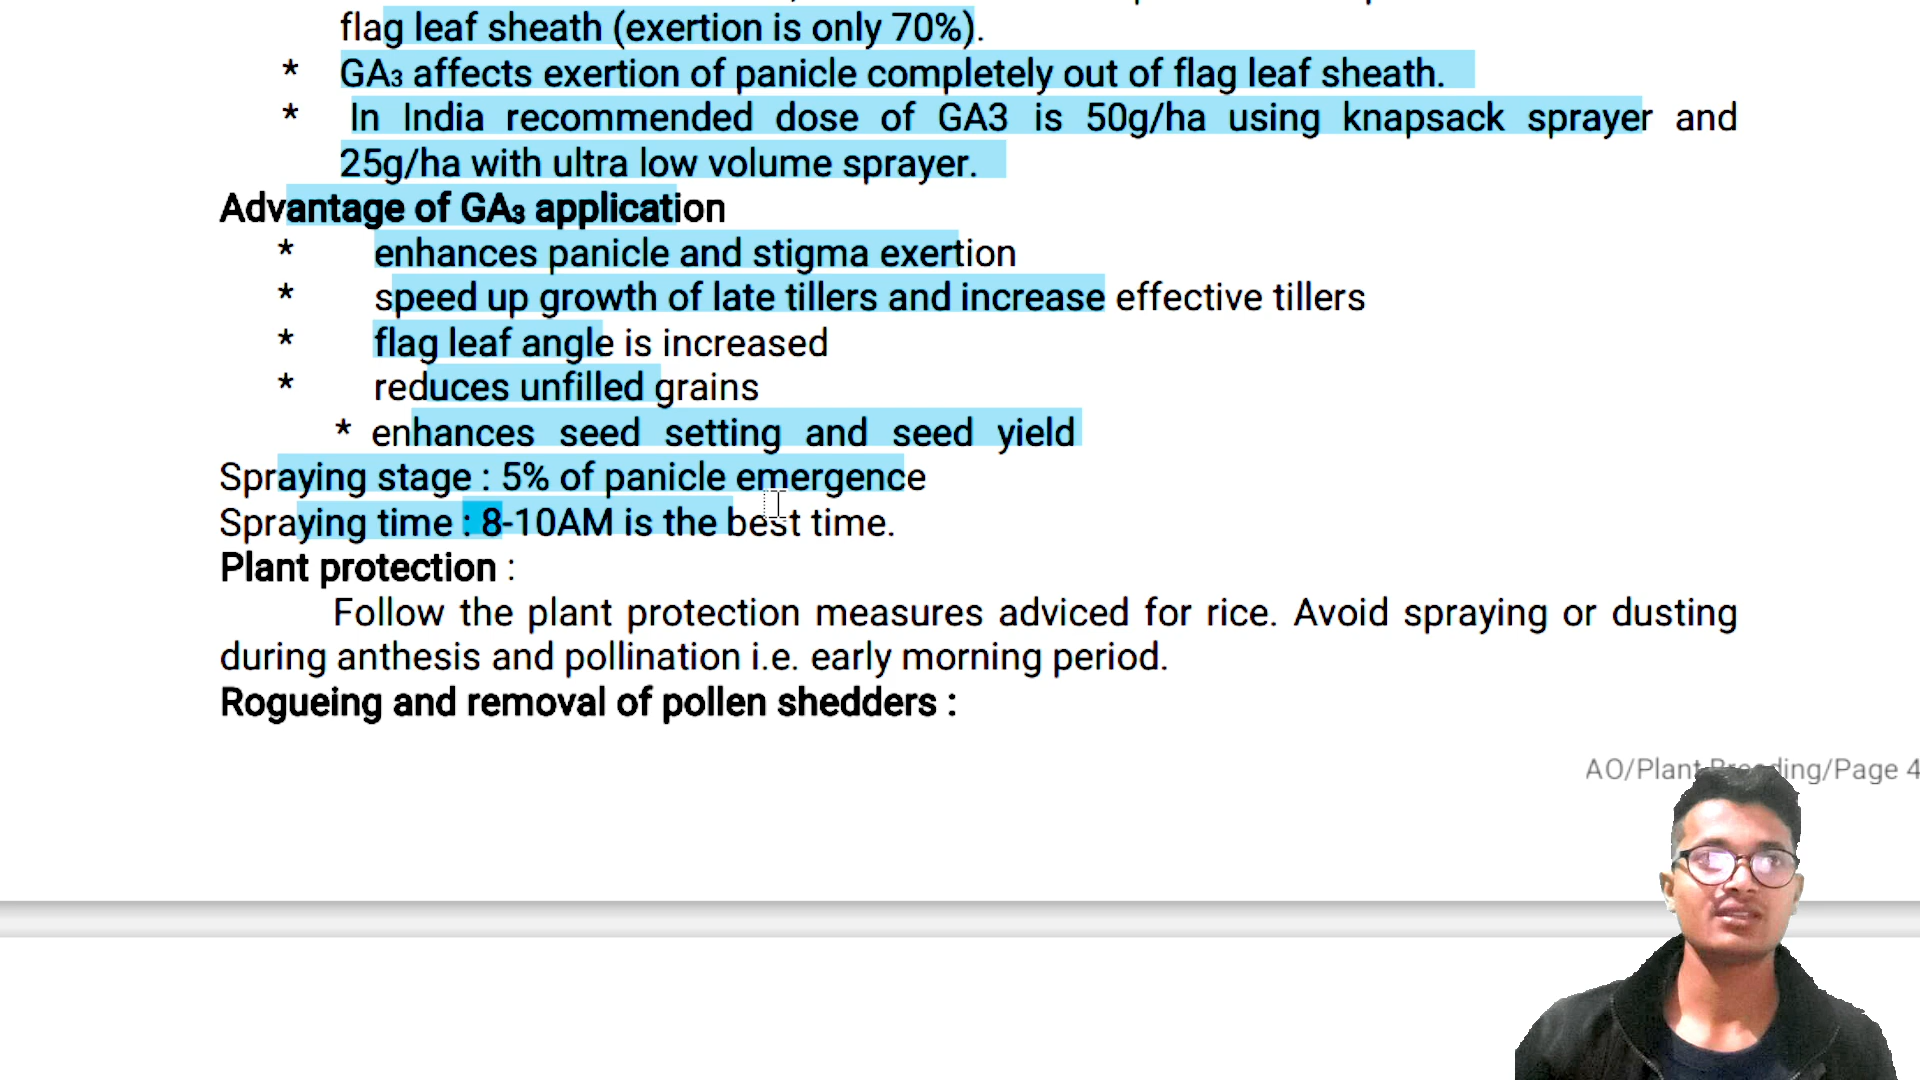 flag leaf sheath (exertion is only 70%).
* GA₃ affects exertion of panicle completely out of flag leaf sheath.
* In India recommended dose of GA3 is 50g/ha using knapsack sprayer and
25g/ha with ultra low volume sprayer.
Advantage of GA₃ application
* enhances panicle and stigma exertion
* speed up growth of late tillers and increase effective tillers
* flag leaf angle is increased
* reduces unfilled grains
* enhances seed setting and seed yield
Spraying stage : 5% of panicle emergence
Spraying time : 8-10AM is the best time.
Plant protection :
Follow the plant protection measures adviced for rice. Avoid spraying or dusting
during anthesis and pollination i.e. early morning period.
Rogueing and removal of pollen shedders :
AO/Plant Breeding/Page 4